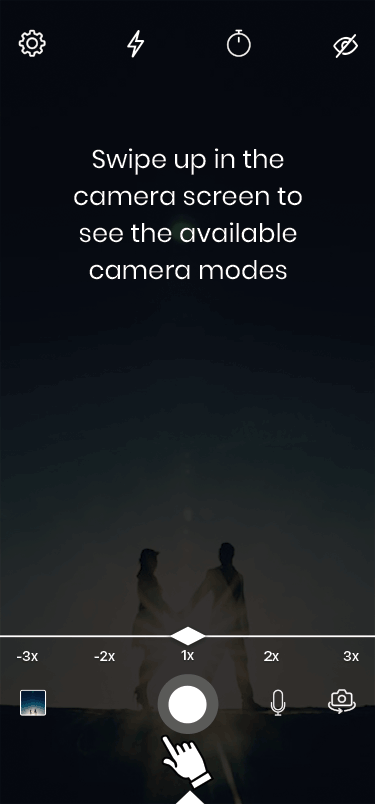 Swipe up in the
camera screen to
see the available
camera modes
-3x -2x 1x 2x 3x